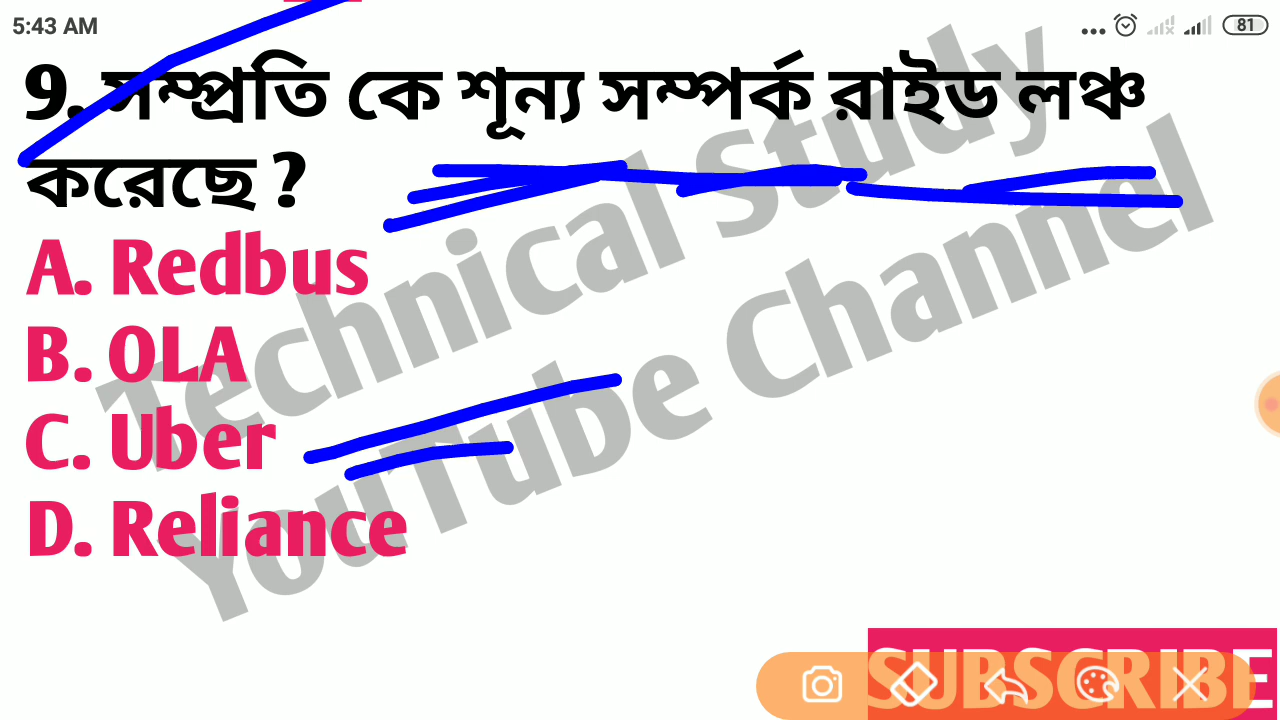 5:43 AM
81
9. সম্প্রতি কে শূন্য সম্পর্ক রাইড লঞ্চ
করেছে ?
A. Redbus
B. OLA
C. Uber
D. Reliance
Technical Study
YouTube Channel
SUBSCRIBE